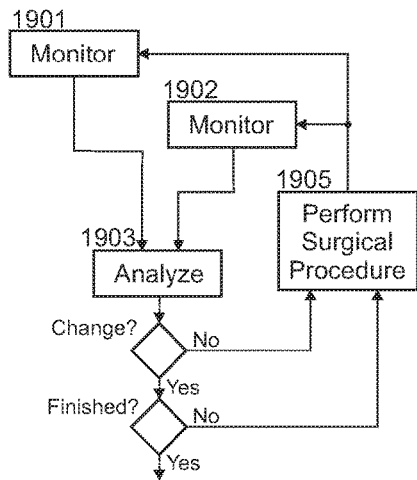 1901
Monitor
1902
Monitor
1905
Perform
Surgical
Procedure
1903
Analyze
Change?
No
Yes
Finished?
No
Yes